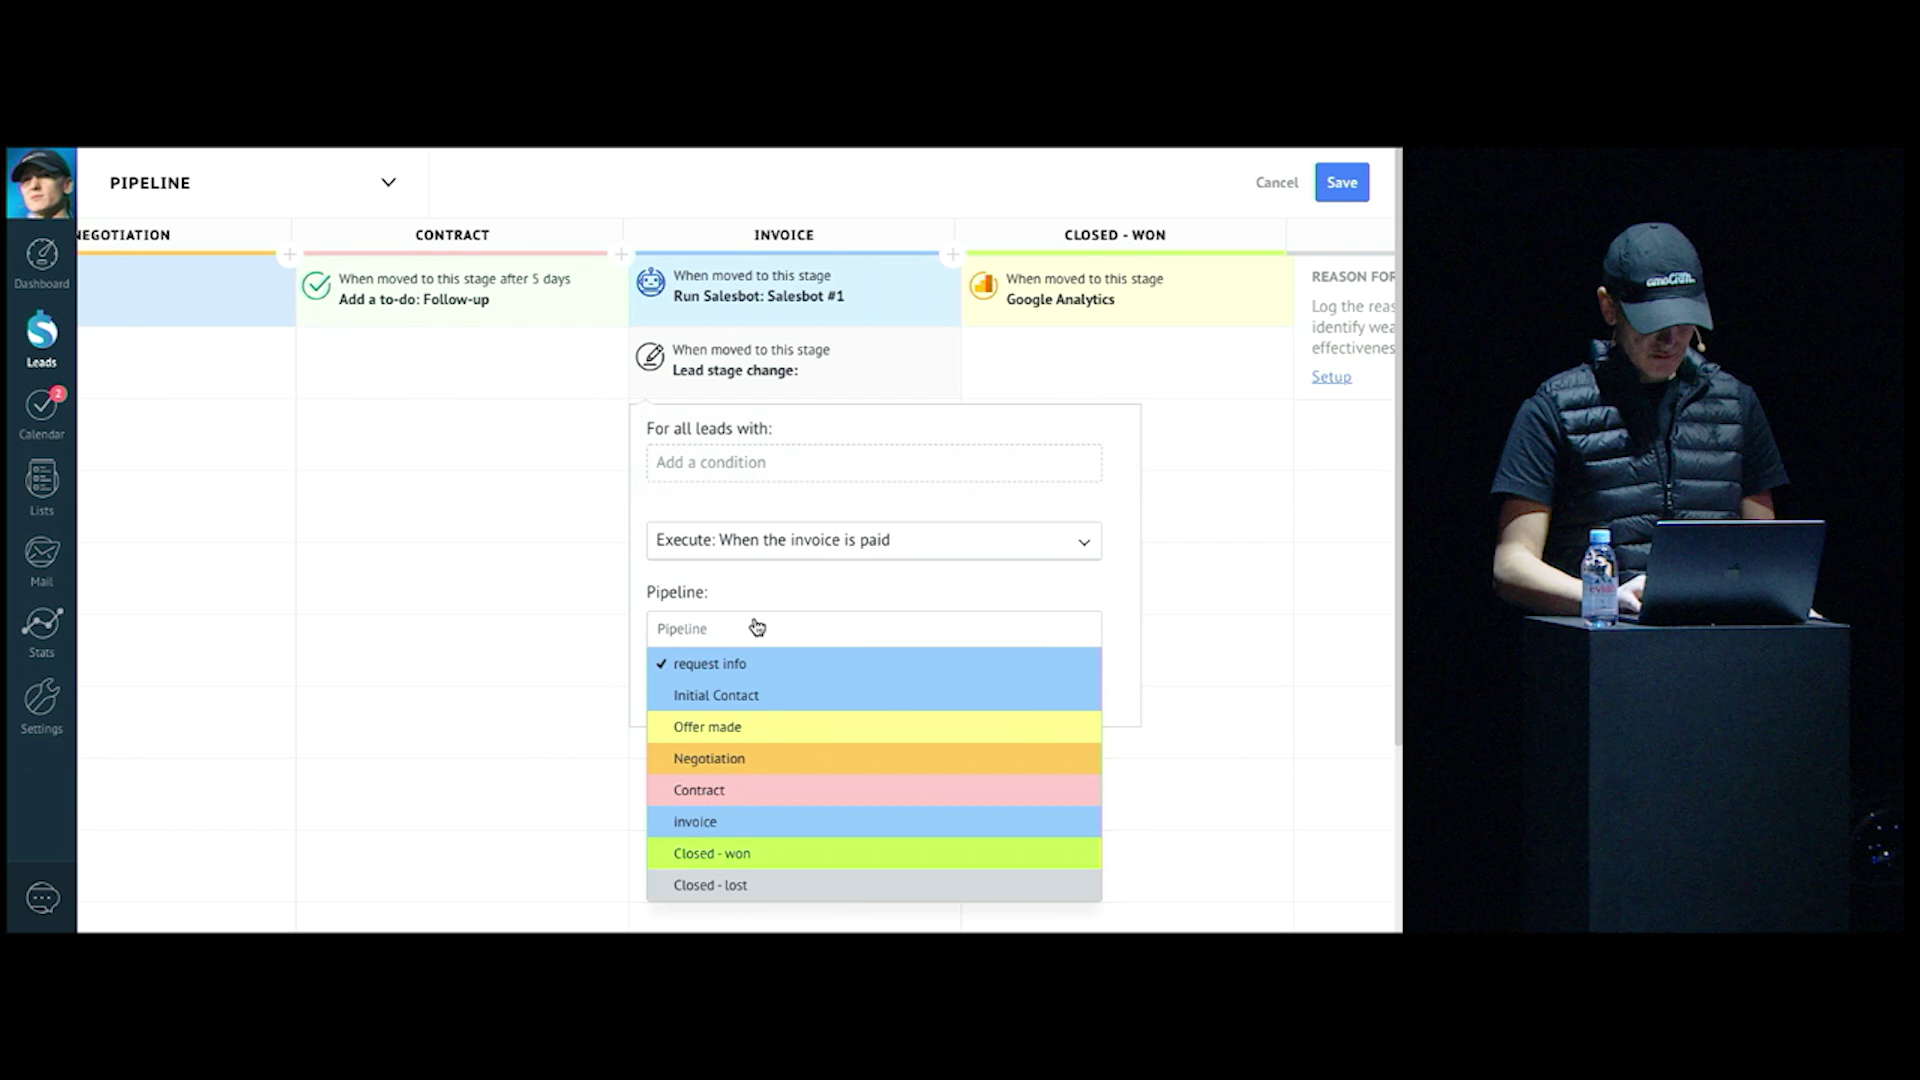 PIPELINE
Cancel
Save
NEGOTIATION
CONTRACT
INVOICE
CLOSED - WON
Dashboard
Leads
2
Calendar
Lists
Mail
Stats
Settings
When moved to this stage after 5 days
Add a to-do: Follow-up
When moved to this stage
Run Salesbot: Salesbot #1
When moved to this stage
Google Analytics
REASON FOR
Log the reas
identify wea
effectivenes
Setup
When moved to this stage
Lead stage change:
For all leads with:
Add a condition
Execute: When the invoice is paid
Pipeline:
Pipeline
request info
Initial Contact
Offer made
Negotiation
Contract
invoice
Closed - won
Closed - lost
amoCRM.
evian